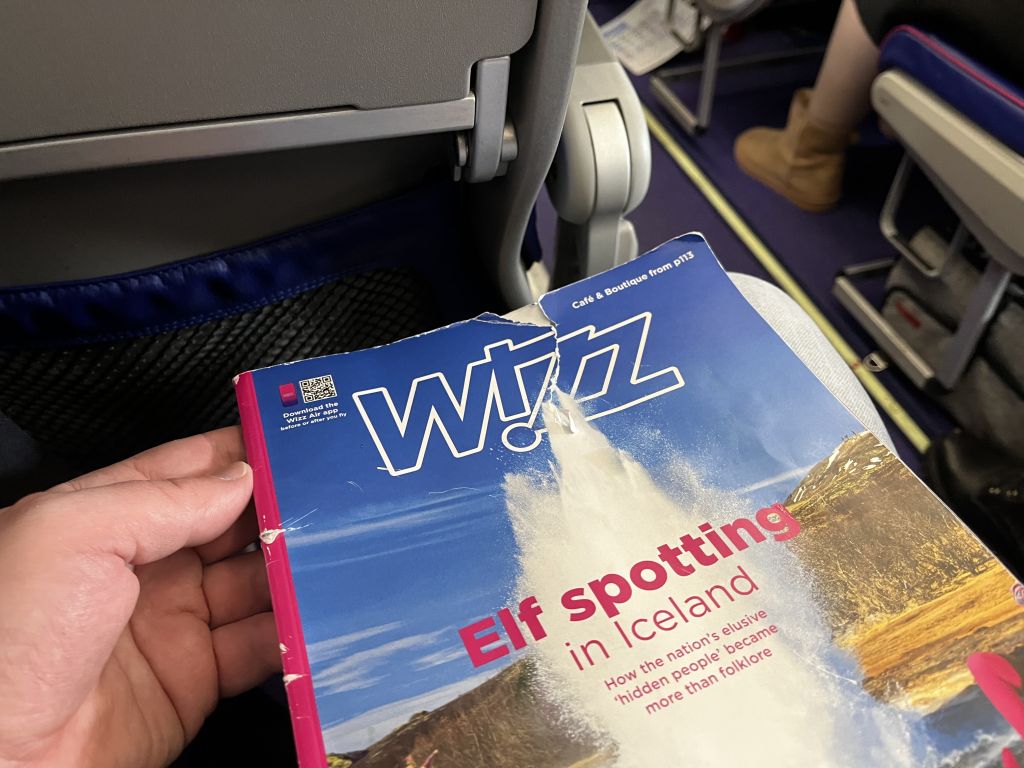 Café & Boutique from p113
Download the
Wizz Air app
before or after you fly
Wizz
Elf spotting
in Iceland
How the nation's elusive
'hidden people' became
more than folklore